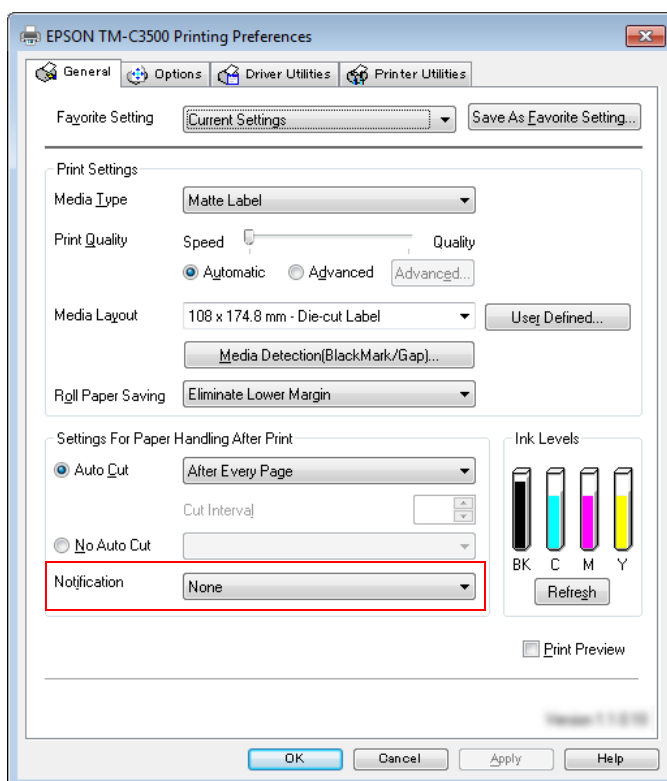 EPSON TM-C3500 Printing Preferences
General Options Driver Utilities Printer Utilities
Favorite Setting Current Settings Save As Favorite Setting...
Print Settings
Media Type Matte Label
Print Quality Speed Quality
Automatic Advanced Advanced...
Media Layout 108 x 174.8 mm - Die-cut Label User Defined...
Media Detection(BlackMark/Gap)...
Roll Paper Saving Eliminate Lower Margin
Settings For Paper Handling After Print
Auto Cut After Every Page
Cut Interval
No Auto Cut
Notification None
Ink Levels
BK C M Y
Refresh
Print Preview
OK Cancel Apply Help